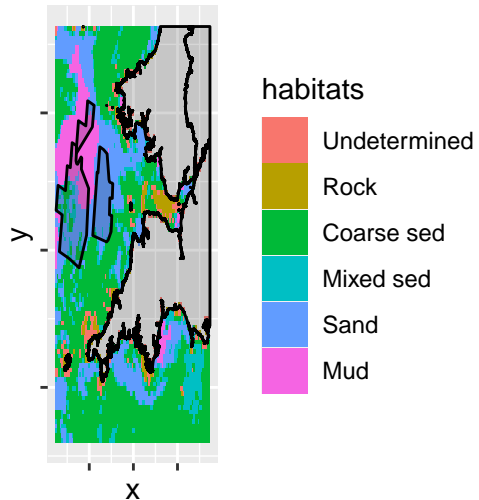 habitats
Undetermined
Rock
Coarse sed
Mixed sed
Sand
Mud
y
x